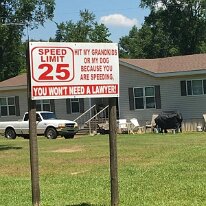 SPEED
LIMIT
25
HIT MY GRANDKIDS
OR MY DOG
BECAUSE YOU
ARE SPEEDING,
YOU WON'T NEED A LAWYER!